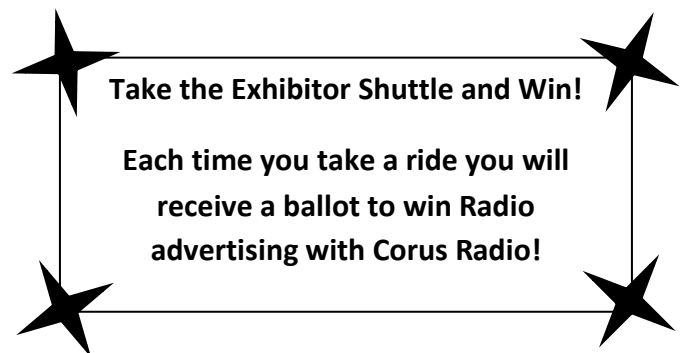 Take the Exhibitor Shuttle and Win!
Each time you take a ride you will
receive a ballot to win Radio
advertising with Corus Radio!